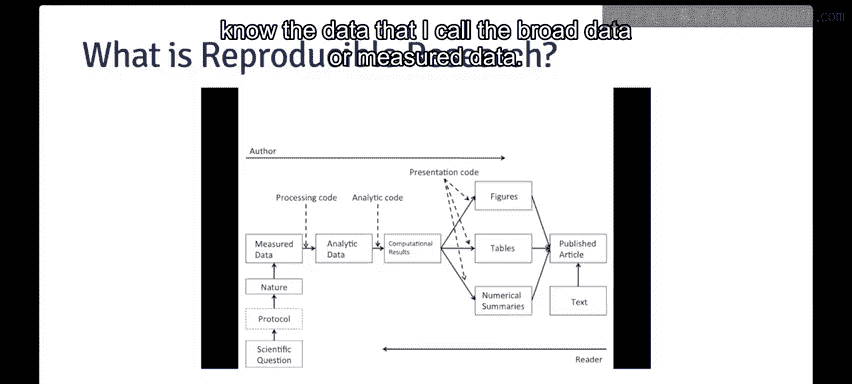 know the data that I call the broad data
or measured data.
What is Reproducible Research?
Author
Presentation code
Processing code
Analytic code
Figures
Measured
Data
Analytic
Data
Computational
Results
Tables
Published
Article
Nature
Numerical
Summaries
Text
Protocol
Scientific
Question
Reader